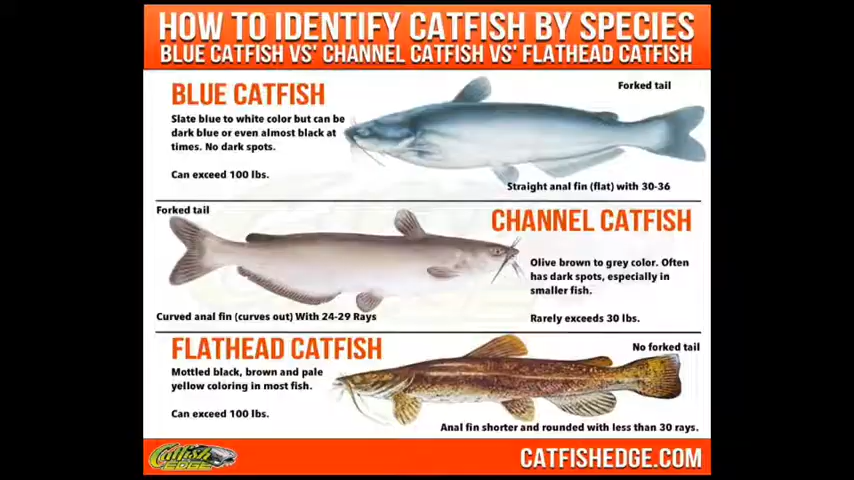 HOW TO IDENTIFY CATFISH BY SPECIES
BLUE CATFISH VS' CHANNEL CATFISH VS' FLATHEAD CATFISH
BLUE CATFISH
Slate blue to white color but can be
dark blue or even almost black at
times. No dark spots.
Can exceed 100 lbs.
Forked tail
Straight anal fin (flat) with 30-36
Forked tail
CHANNEL CATFISH
Olive brown to grey color. Often
has dark spots, especially in
smaller fish.
Rarely exceeds 30 lbs.
Curved anal fin (curves out) With 24-29 Rays
FLATHEAD CATFISH
Mottled black, brown and pale
yellow coloring in most fish.
Can exceed 100 lbs.
No forked tail
Anal fin shorter and rounded with less than 30 rays.
Catfish
EDGE
CATFISHEDGE.COM